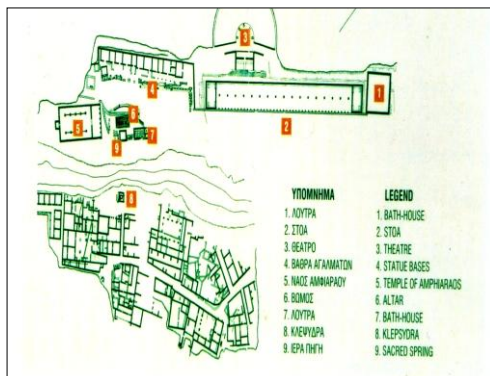 3
1
4
2
6
5
7
9
8
ΥΠΟΜΝΗΜΑ
1. ΛΟΥΤΡΑ
2. ΣΤΟΑ
3. ΘΕΑΤΡΟ
4. ΒΑΘΡΑ ΑΓΑΛΜΑΤΩΝ
5. ΝΑΟΣ ΑΜΦΙΑΡΑΟΥ
6. ΒΩΜΟΣ
7. ΛΟΥΤΡΑ
8. ΚΛΕΨΥΔΡΑ
9. ΙΕΡΑ ΠΗΓΗ
LEGEND
1. BATH-HOUSE
2. STOA
3. THEATRE
4. STATUE BASES
5. TEMPLE OF AMPHIARAOS
6. ALTAR
7. BATH-HOUSE
8. KLEPSYDRA
9. SACRED SPRING